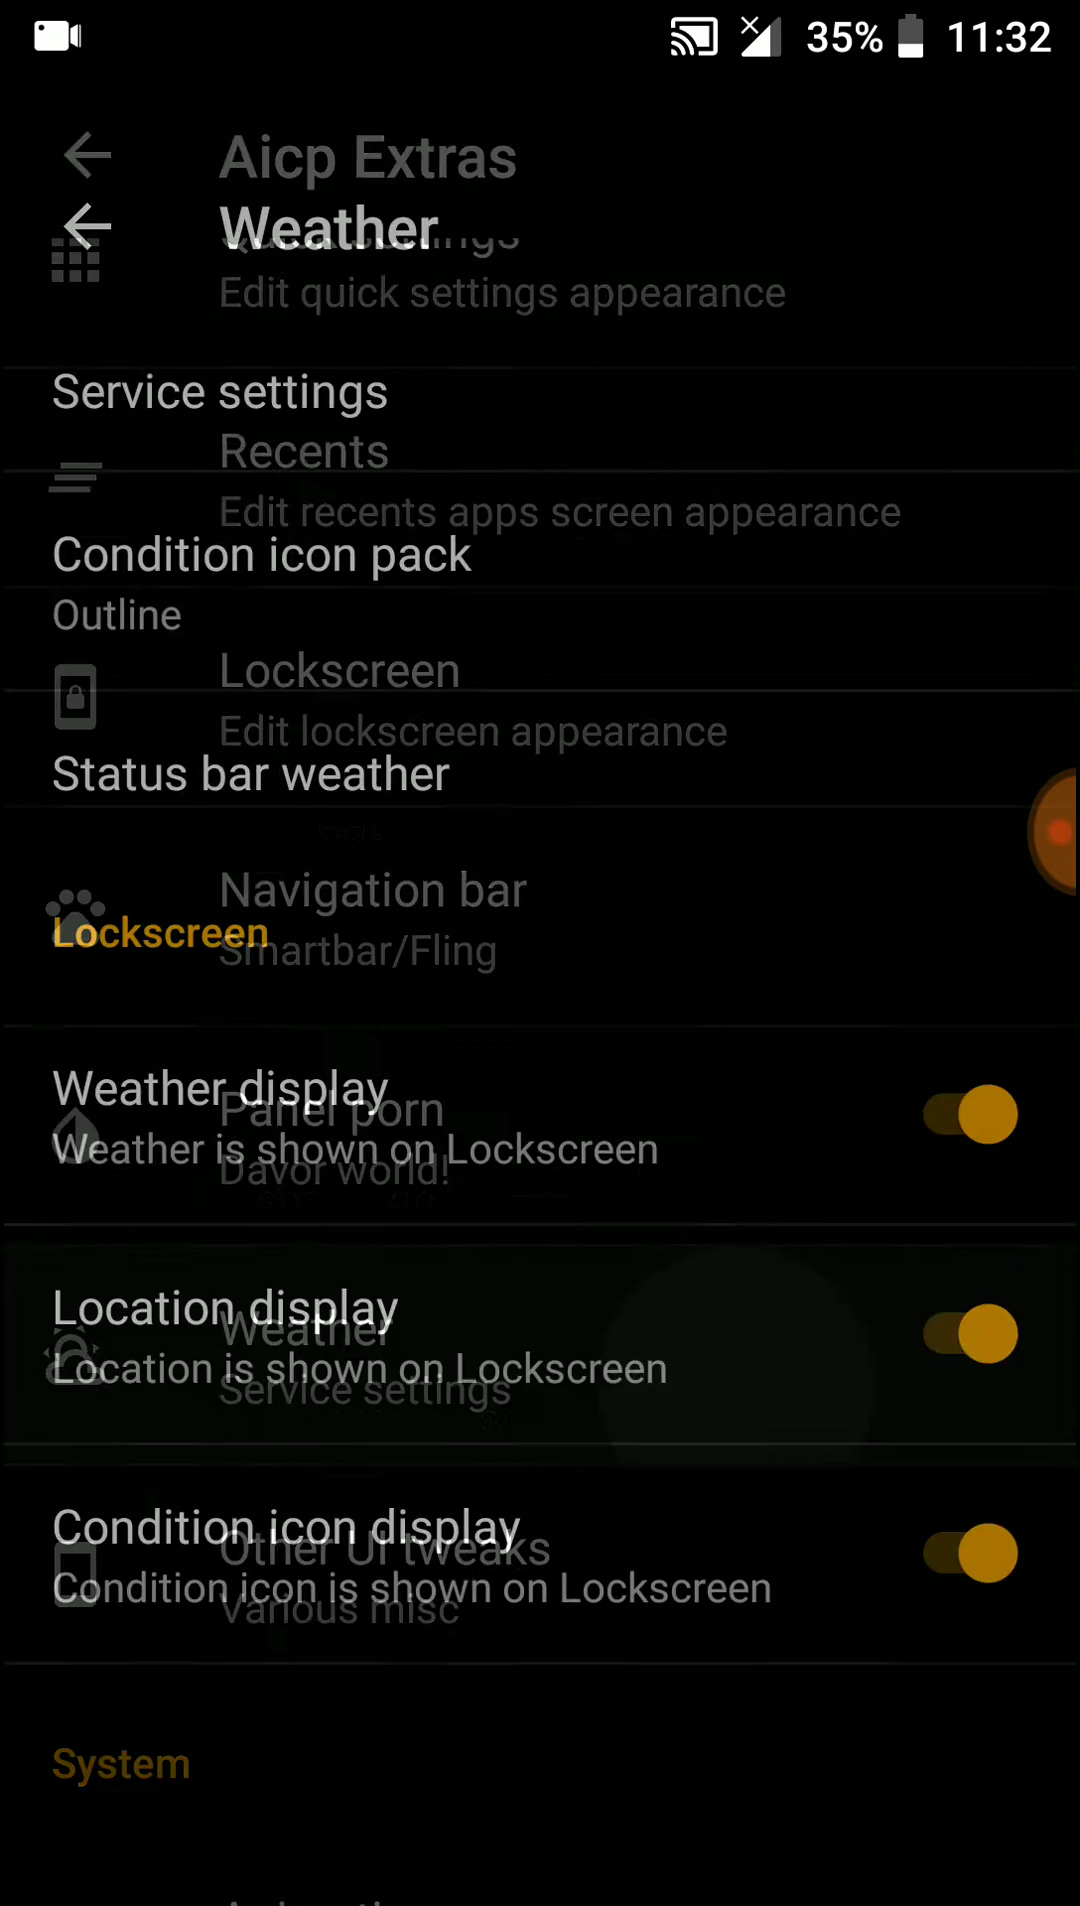 35% 11:32
Aicp Extras
Weather
Edit quick settings appearance
Service settings
Recents
Edit recents apps screen appearance
Condition icon pack
Outline
Lockscreen
Edit lockscreen appearance
Status bar weather
Navigation bar
Lockscreen
Smartbar/Fling
Weather display
Panel porn
Weather is shown on Lockscreen
Davor world!
Location display
Weather
Location is shown on Lockscreen
Service settings
Condition icon display
Other UI tweaks
Condition icon is shown on Lockscreen
Various misc
System